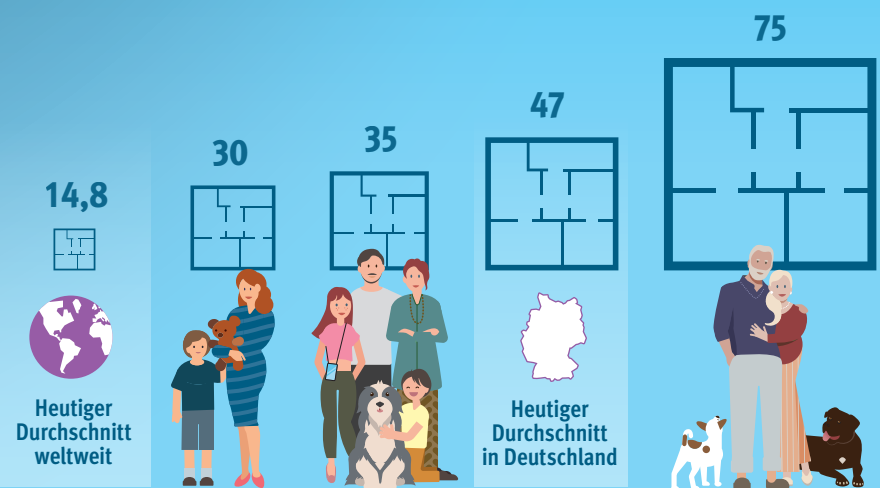 14,8
Heutiger
Durchschnitt
weltweit
30
35
47
Heutiger
Durchschnitt
in Deutschland
75